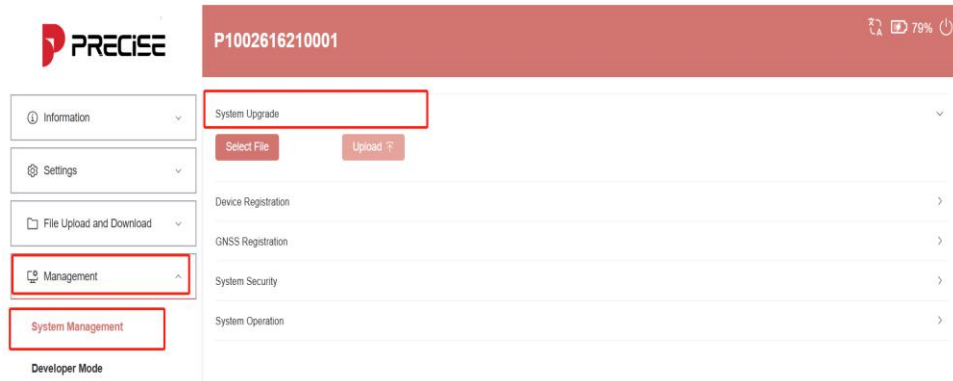 PRECISE
P1002616210001
79%
Information
Settings
File Upload and Download
Management
System Management
Developer Mode
System Upgrade
Select File
Upload
Device Registration
GNSS Registration
System Security
System Operation